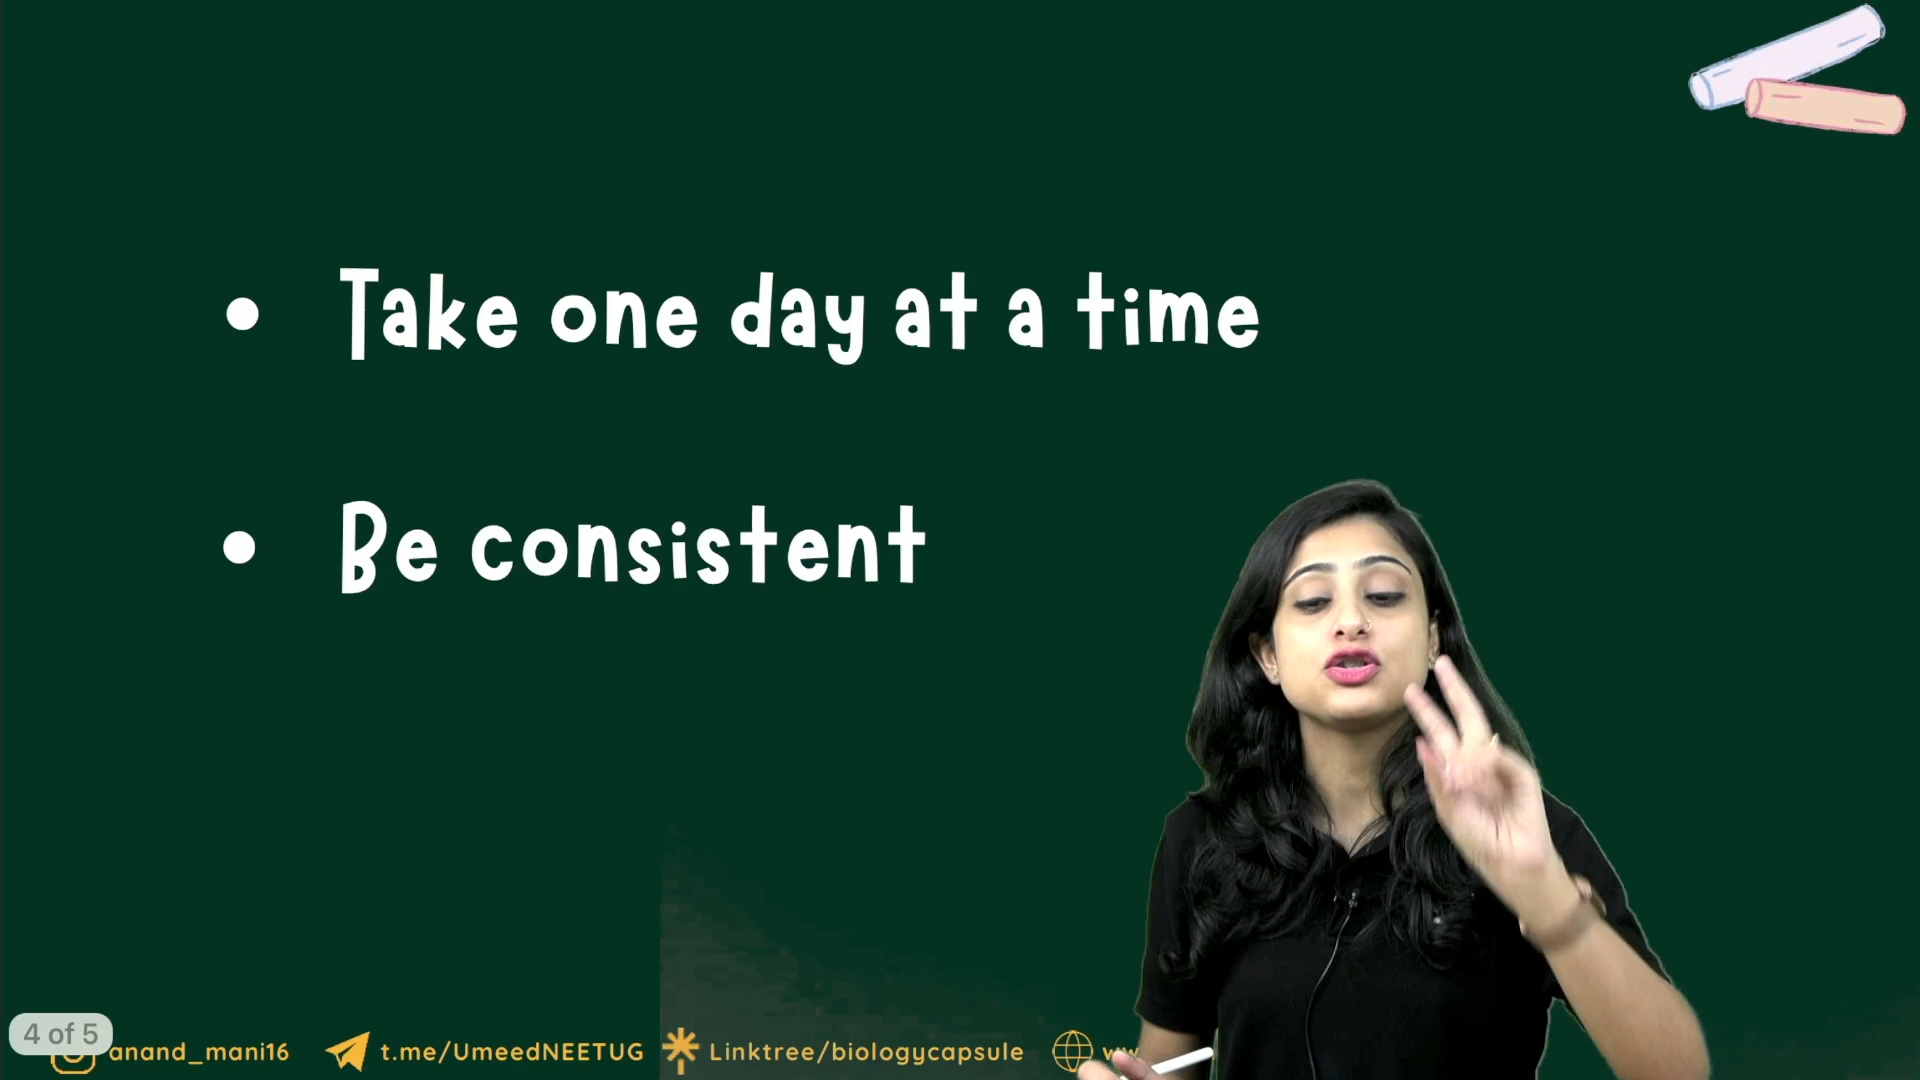 Take one day at a time
Be consistent
4 of 5
anand_mani16
t.me/UmeedNEETUG
Linktree/biologycapsule